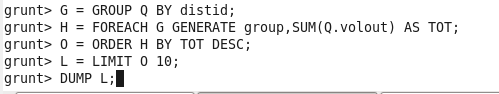 grunt> G = GROUP Q BY distid;
grunt> H = FOREACH G GENERATE group,SUM(Q.volout) AS TOT;
grunt> O = ORDER H BY TOT DESC;
grunt> L = LIMIT O 10;
grunt> DUMP L;